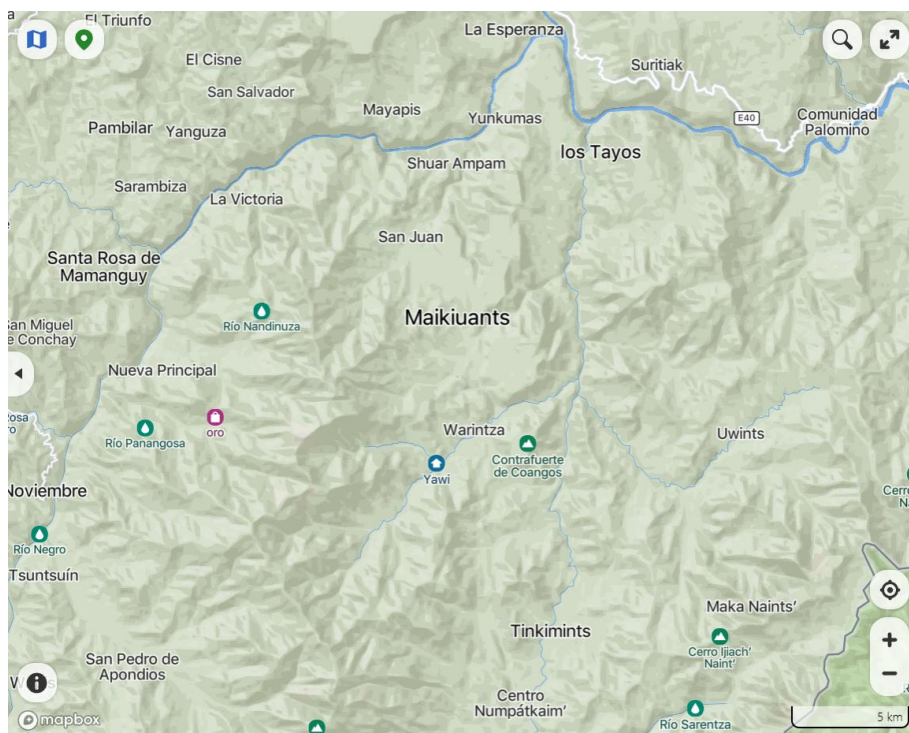 El Triunfo
La Esperanza
El Cisne
Suritiak
San Salvador
Mayapis
Yunkumas
E40
Comunidad
Palomino
Pambilar
Yanguza
los Tayos
Shuar Ampam
Sarambiza
La Victoria
San Juan
Santa Rosa de
Mamanguy
Maikiuants
Río Nandinuza
San Miguel
e Conchay
Nueva Principal
oro
Río Panangosa
Warintza
Uwints
Contrafuerte
de Coangos
Yawi
Noviembre
Cerro
Río Negro
Tsuntsuín
Maka Naints'
Tinkimints
Cerro Ijiach'
Naint'
San Pedro de
Apondios
Centro
Numpátkaim'
Río Sarentza
5 km
mapbox